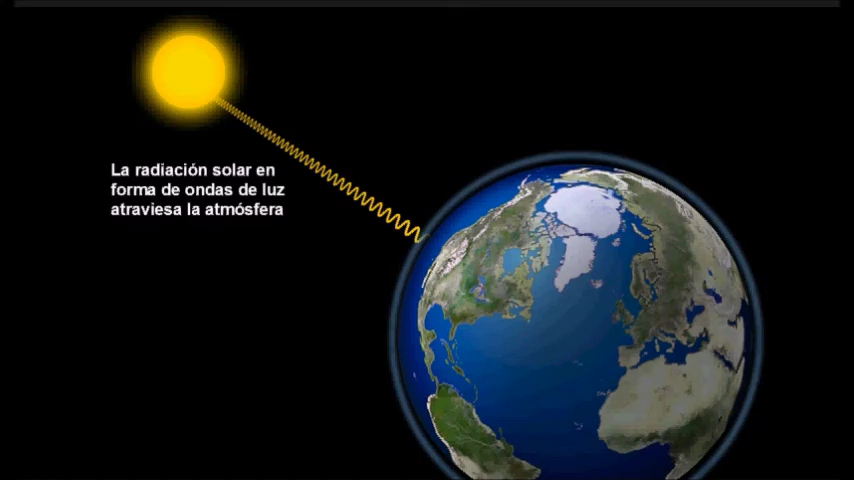 La radiación solar en
forma de ondas de luz
atraviesa la atmósfera